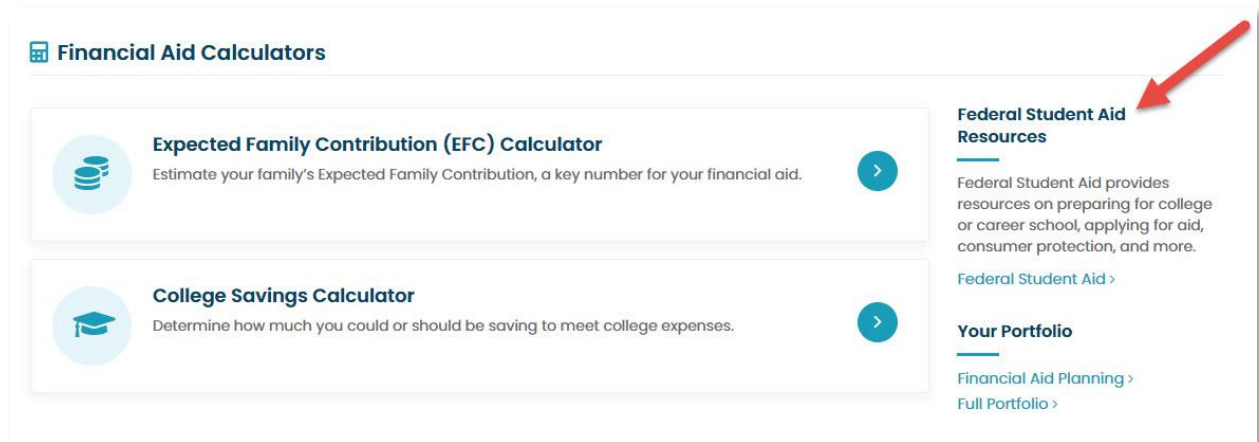 Financial Aid Calculators
Expected Family Contribution (EFC) Calculator
Estimate your family's Expected Family Contribution, a key number for your financial aid.
College Savings Calculator
Determine how much you could or should be saving to meet college expenses.
Federal Student Aid
Resources
Federal Student Aid provides
resources on preparing for college
or career school, applying for aid,
consumer protection, and more.
Federal Student Aid >
Your Portfolio
Financial Aid Planning >
Full Portfolio >